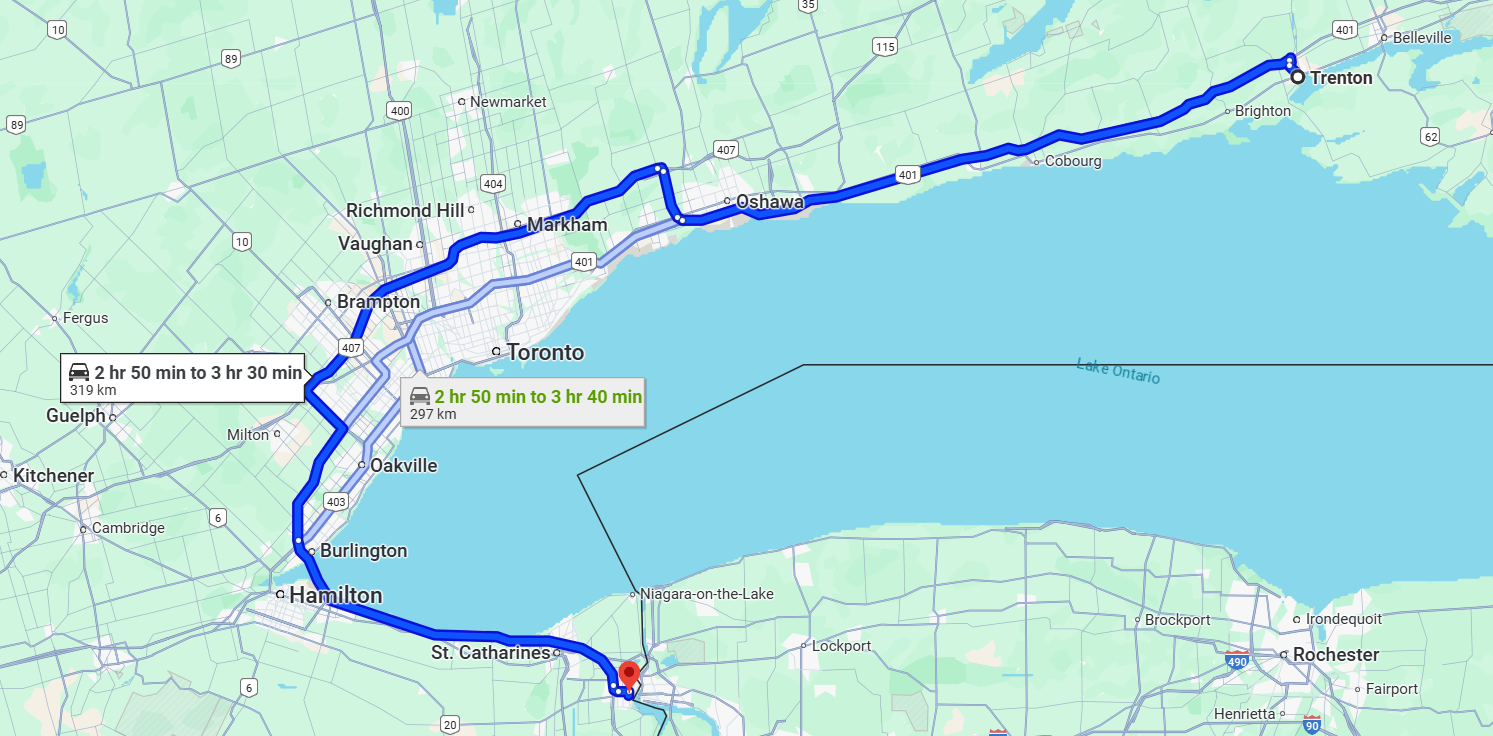 35
10
401
Belleville
115
89
Trenton
Newmarket
400
Brighton
89
62
407
Cobourg
401
404
Oshawa
Richmond Hill
Markham
Vaughan
10
401
Brampton
Fergus
407
Toronto
2 hr 50 min to 3 hr 30 min
319 km
Lake Ontario
2 hr 50 min to 3 hr 40 min
297 km
Guelph
Milton
Oakville
Kitchener
403
6
Cambridge
Burlington
Hamilton
Niagara-on-the-Lake
Brockport
Irondequoit
Lockport
St. Catharines
Rochester
490
6
Fairport
Henrietta
20
90